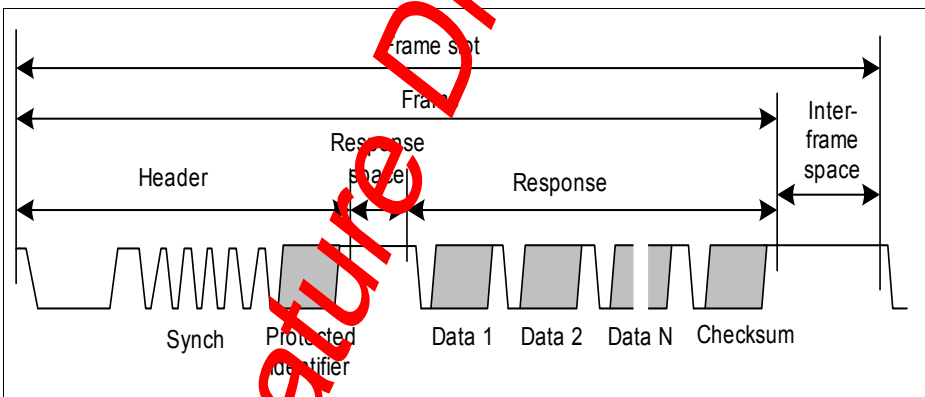 Frame slot
Frame
Inter-
frame
space
Response
space
Header
Response
Synch
Protected
Identifier
Data 1
Data 2
Data N
Checksum
ature